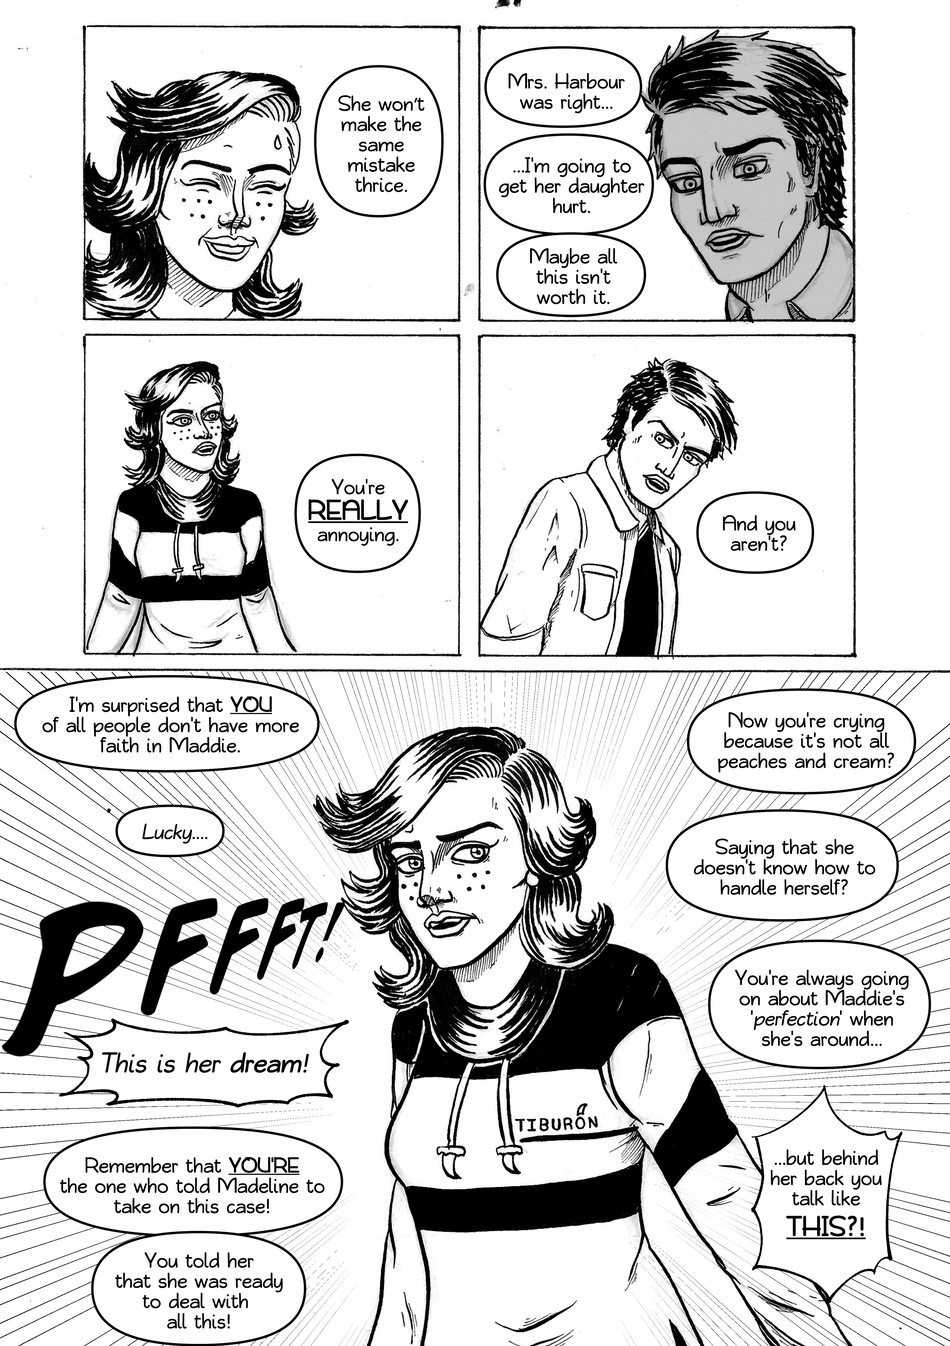 She won't
make the
same
mistake
thrice.
Mrs. Harbour
was right...
...I'm going to
get her daughter
hurt.
Maybe all
this isn't
worth it.
You're
REALLY
annoying.
And you
aren't?
I'm surprised that YOU
of all people don't have more
faith in Maddie.
Lucky....
PFFFT!
This is her dream!
Remember that YOU'RE
the one who told Madeline to
take on this case!
You told her
that she was ready
to deal with
all this!
Now you're crying
because it's not all
peaches and cream?
Saying that she
doesn't know how to
handle herself?
You're always going
on about Maddie's
'perfection' when
she's around...
...but behind
her back you
talk like
THIS?!
TIBURÓN